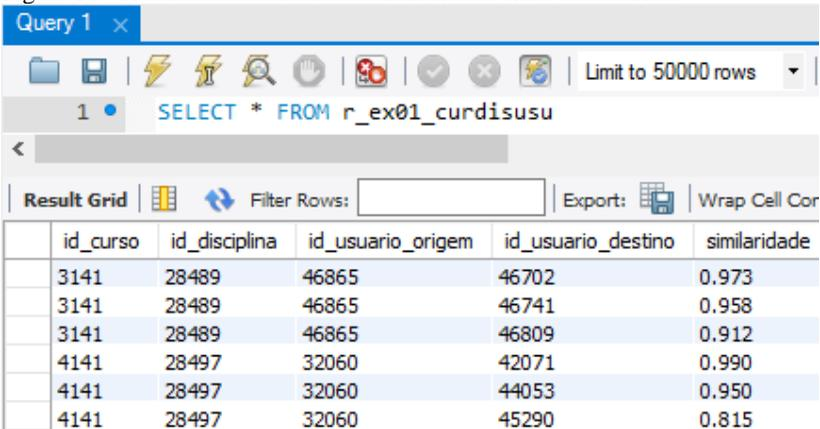 Query 1 ×
Limit to 50000 rows
1 SELECT * FROM r_ex01_curdisusu
Result Grid Filter Rows: Export: Wrap Cell Con
id_curso id_disciplina id_usuario_origem id_usuario_destino similaridade
3141 28489 46865 46702 0.973
3141 28489 46865 46741 0.958
3141 28489 46865 46809 0.912
4141 28497 32060 42071 0.990
4141 28497 32060 44053 0.950
4141 28497 32060 45290 0.815